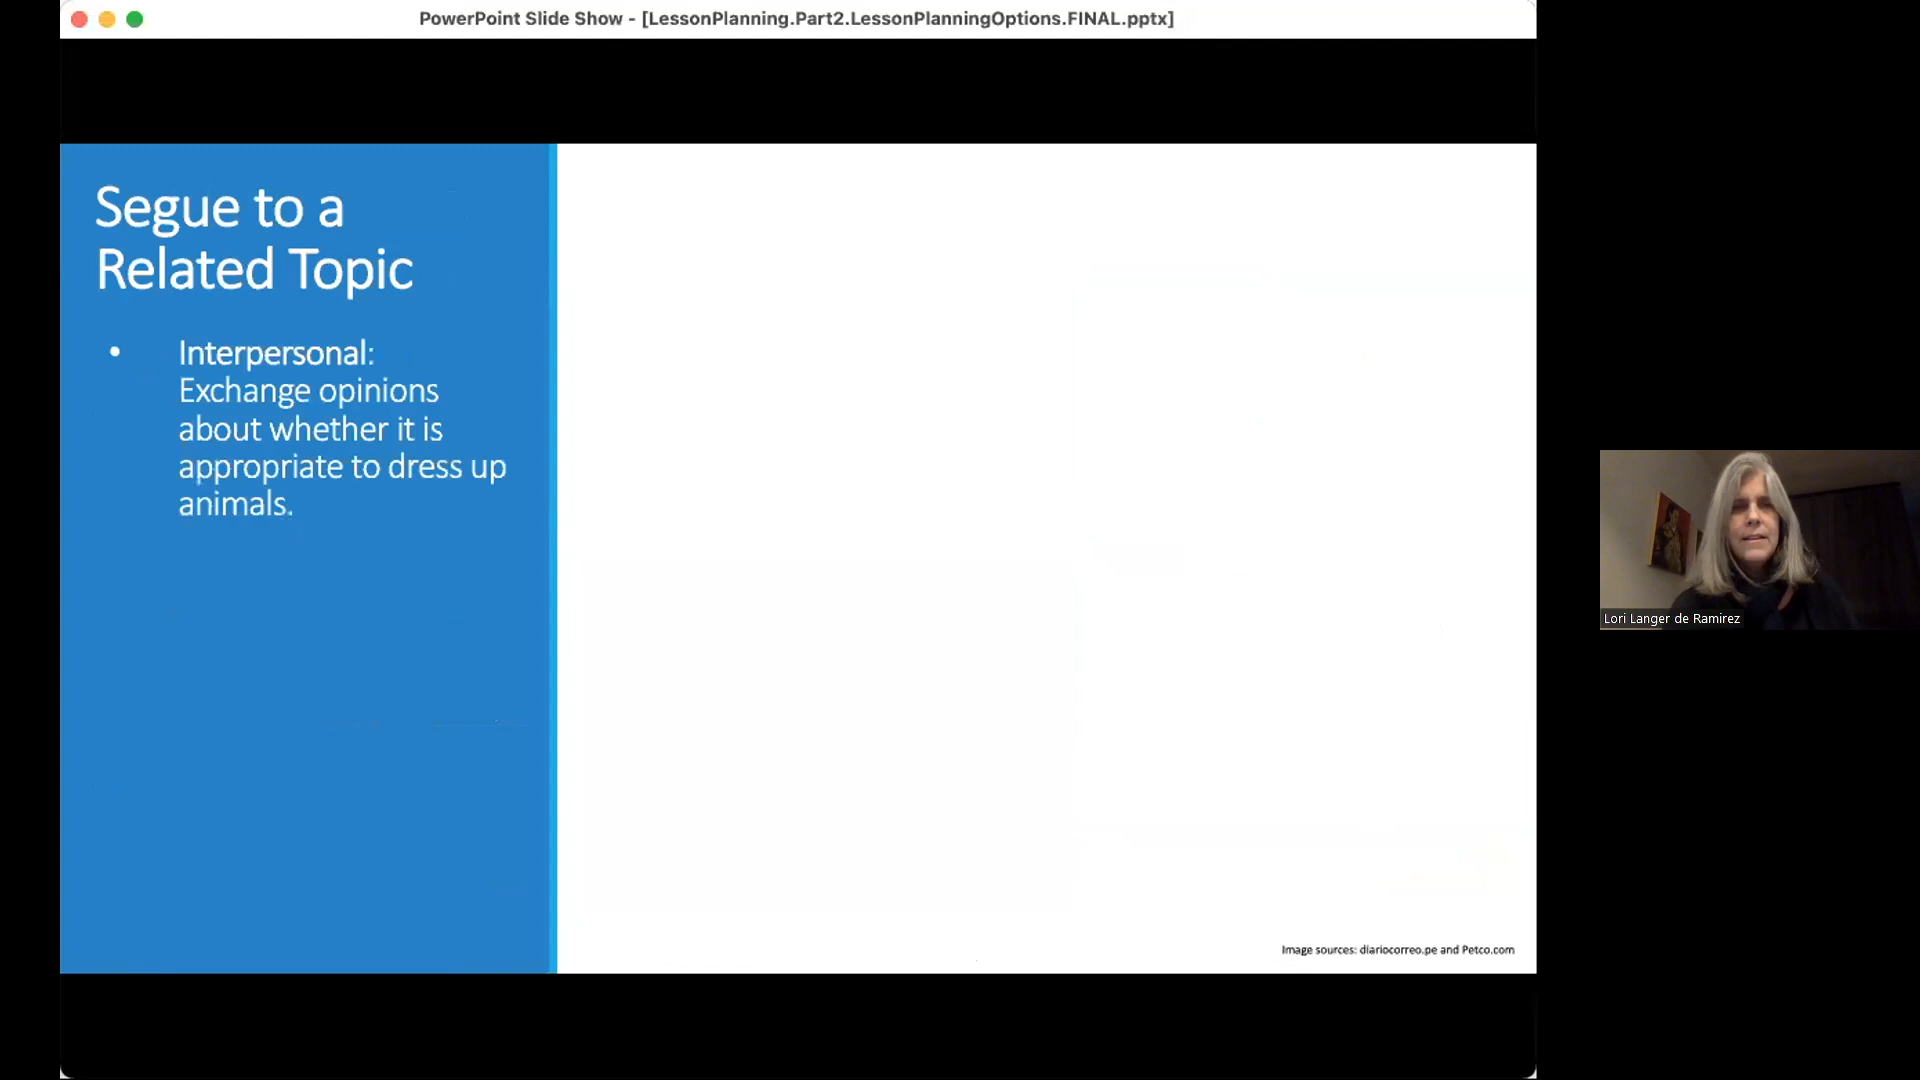 PowerPoint Slide Show - [LessonPlanning.Part2.LessonPlanningOptions.FINAL.pptx]
Segue to a
Related Topic
• Interpersonal:
Exchange opinions
about whether it is
appropriate to dress up
animals.
Image sources: diariocorreo.pe and Petco.com
Lori Langer de Ramirez